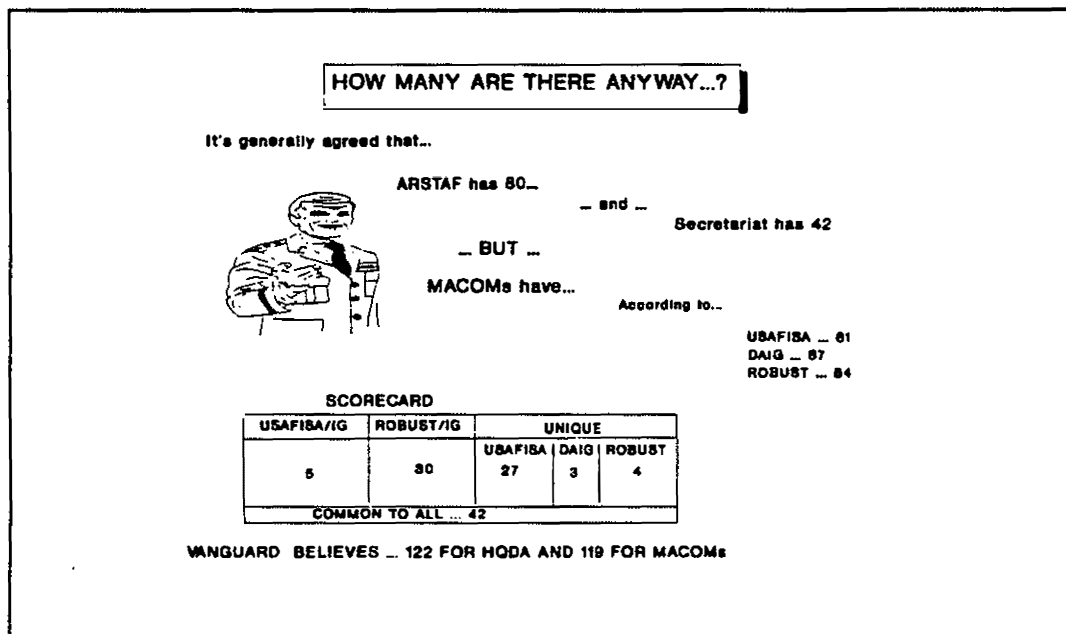 HOW MANY ARE THERE ANYWAY...?
It's generally agreed that...
ARSTAF has 80...
... and ...
Secretariat has 42
... BUT ...
MACOMs have...
According to...
USAFISA ... 81
DAIG ... 87
ROBUST ... 84
SCORECARD
USAFISA/IG ROBUST/IG UNIQUE
USAFISA DAIG ROBUST
5 30 27 3 4
COMMON TO ALL ... 42
VANGUARD BELIEVES ... 122 FOR HQDA AND 119 FOR MACOMs